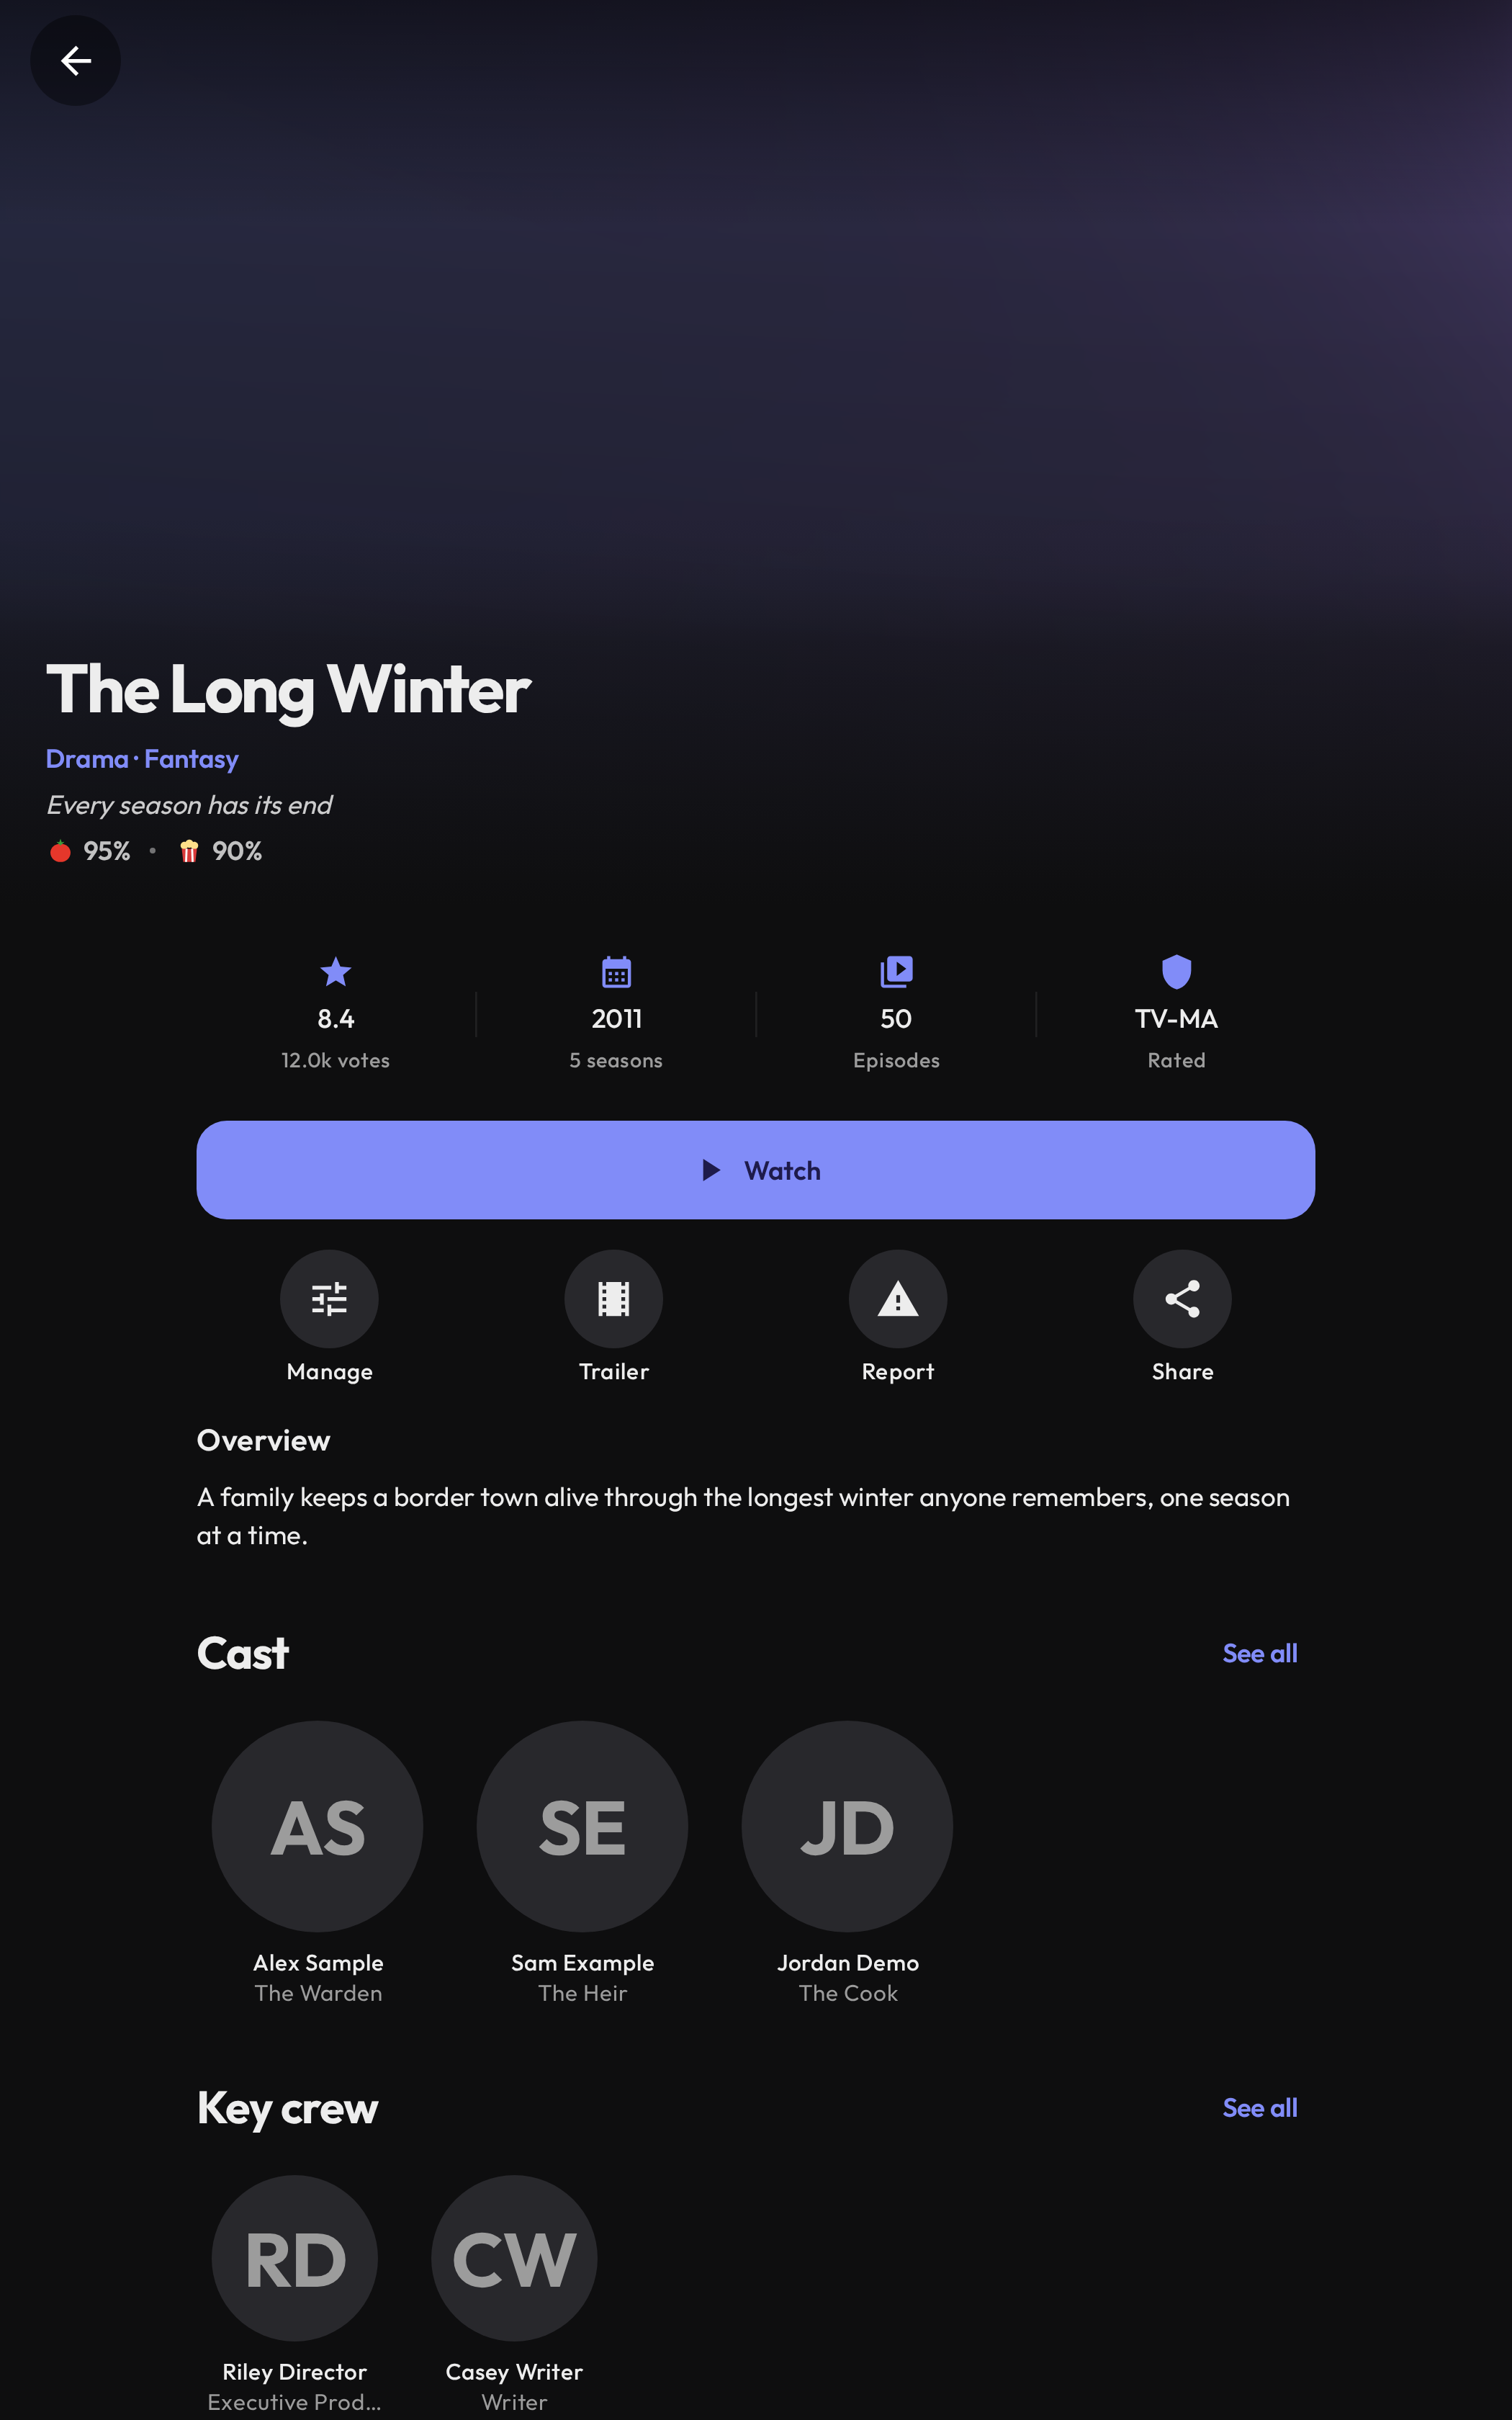 The Long Winter
Drama · Fantasy
Every season has its end
95% • 90%
8.4
12.0k votes
2011
5 seasons
50
Episodes
TV-MA
Rated
Watch
Manage
Trailer
Report
Share
Overview
A family keeps a border town alive through the longest winter anyone remembers, one season
at a time.
Cast
See all
AS
SE
JD
Alex Sample
The Warden
Sam Example
The Heir
Jordan Demo
The Cook
Key crew
See all
RD
CW
Riley Director
Executive Prod...
Casey Writer
Writer